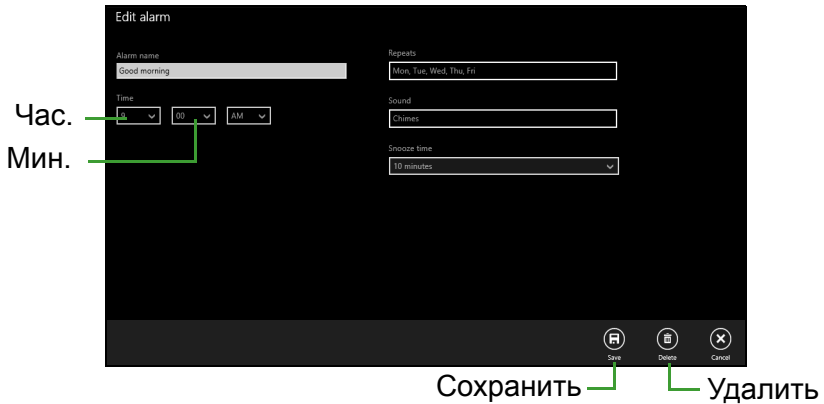 Edit alarm
Alarm name
Good morning
Time
9
00
AM
Repeats
Mon, Tue, Wed, Thu, Fri
Sound
Chimes
Snooze time
10 minutes
Час.
Мин.
Save
Delete
Cancel
Сохранить
Удалить